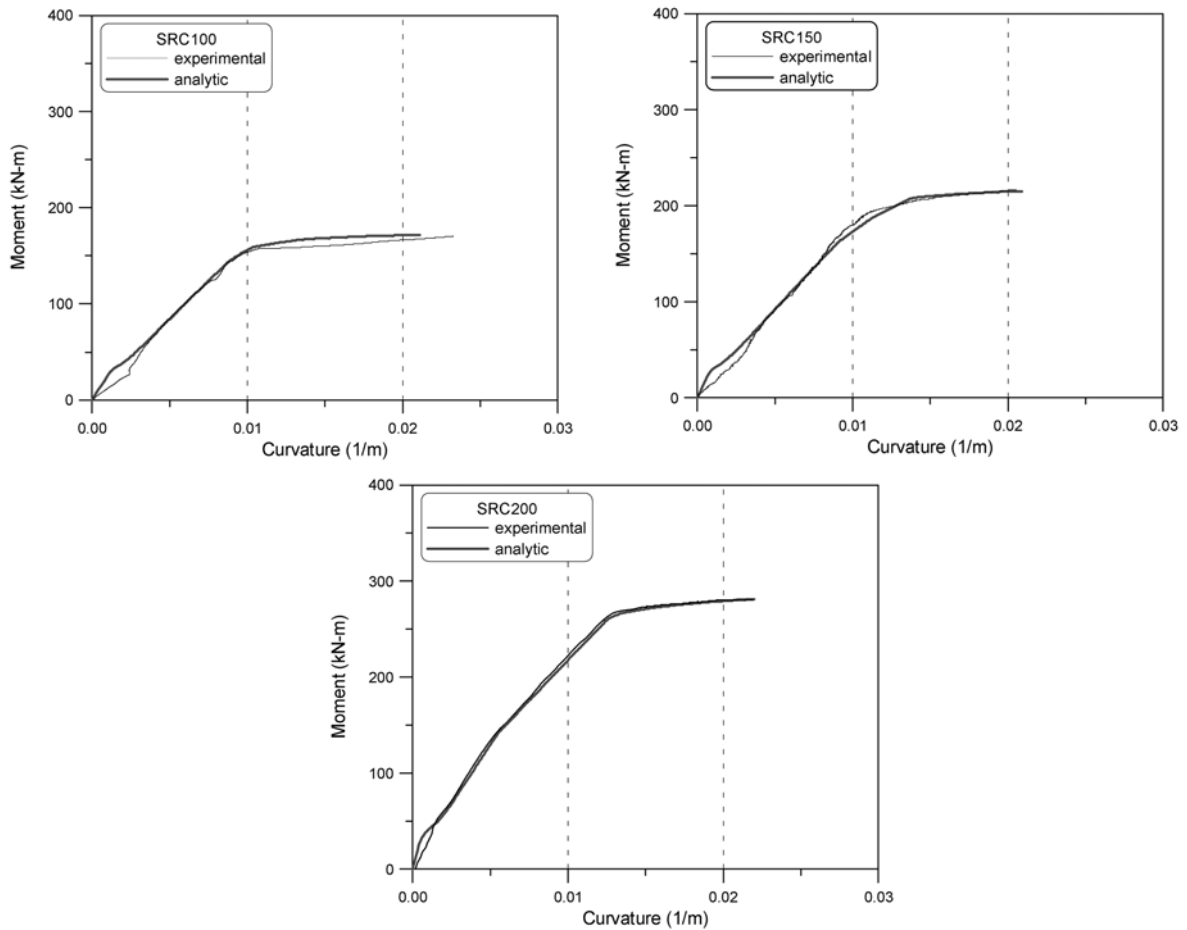 400
300
200
100
0
Moment (kN-m)
SRC100
experimental
analytic
0.00
0.01
0.02
0.03
Curvature (1/m)
400
300
200
100
0
Moment (kN-m)
SRC150
experimental
analytic
0.00
0.01
0.02
0.03
Curvature (1/m)
400
300
200
100
0
Moment (kN-m)
SRC200
experimental
analytic
0.00
0.01
0.02
0.03
Curvature (1/m)